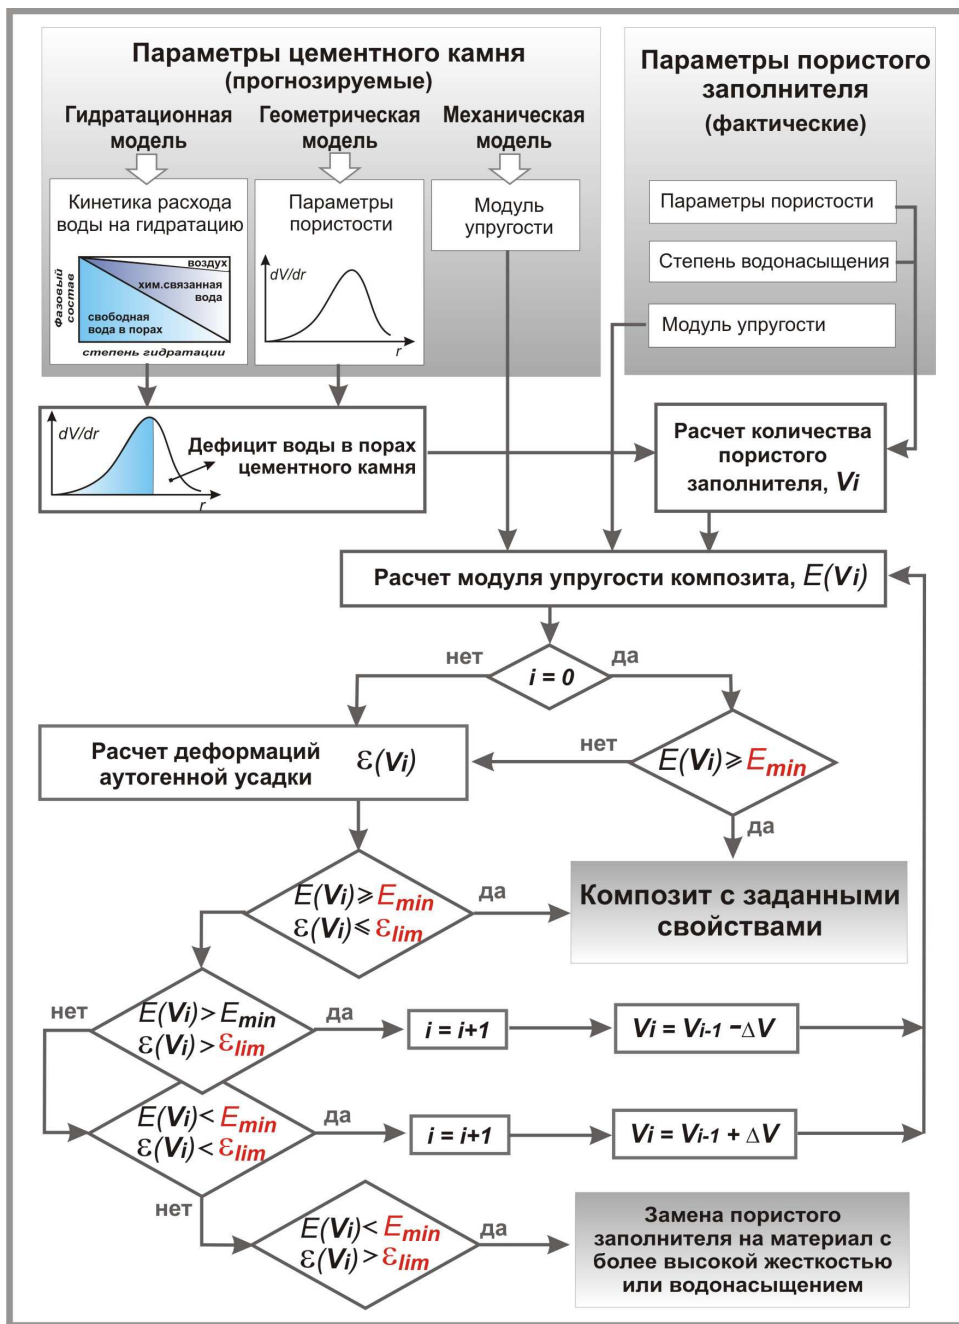 Параметры цементного камня
(прогнозируемые)
Гидратационная
модель
Геометрическая
модель
Механическая
модель
Кинетика расхода
воды на гидратацию
Фазовый
состав
воздух
хим.связанная
вода
свободная
вода в порах
степень гидратации
Параметры
пористости
dV/dr
r
Модуль
упругости
Параметры пористого
заполнителя
(фактические)
Параметры пористости
Степень водонасыщения
Модуль упругости
dV/dr
r
Дефицит воды в порах
цементного камня
Расчет количества
пористого
заполнителя, Vi
Расчет модуля упругости композита, E(Vi)
нет
i = 0
да
Расчет деформаций
аутогенной усадки
ε(Vi)
нет
E(Vi)⩾Emin
да
E(Vi)⩾Emin
ε(Vi)⩽εlim
да
Композит с заданными
свойствами
нет
E(Vi)>Emin
ε(Vi)>εlim
да
i = i+1
Vi = Vi-1 −ΔV
E(Vi)<Emin
ε(Vi)<εlim
да
i = i+1
Vi = Vi-1 + ΔV
нет
E(Vi)<Emin
ε(Vi)>εlim
да
Замена пористого
заполнителя на материал с
более высокой жесткостью
или водонасыщением